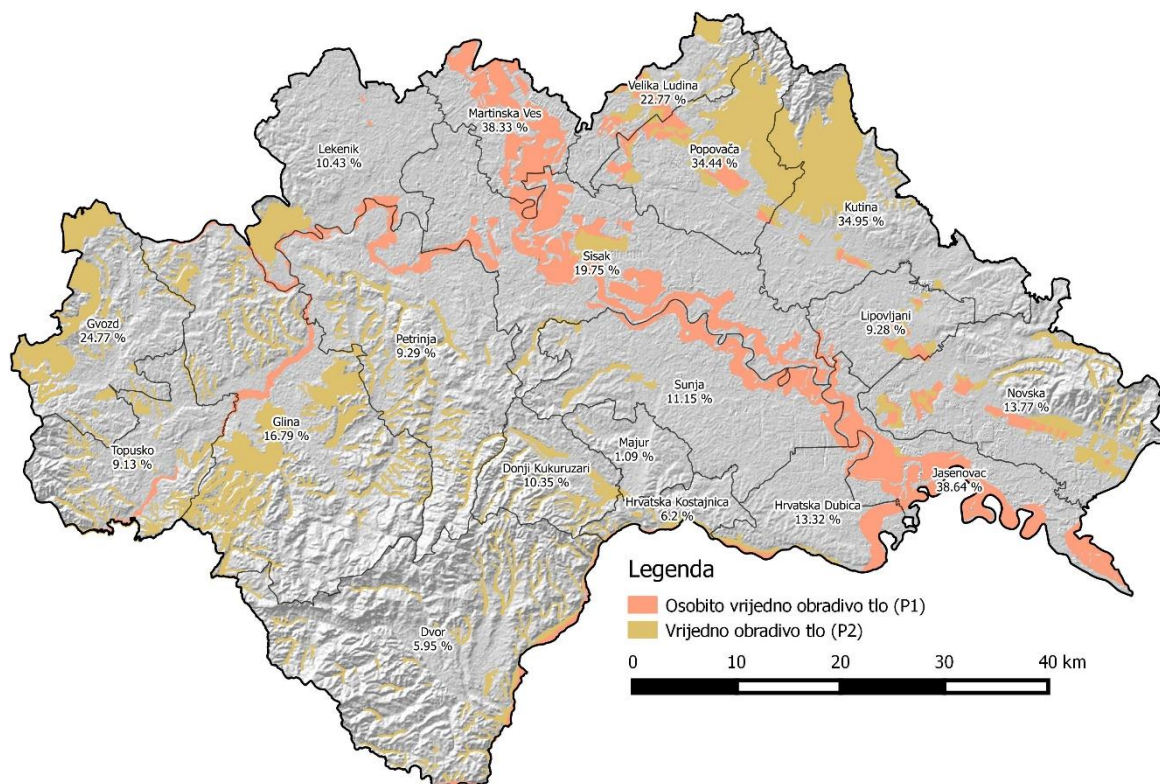 Velika Ludina
22.77 %
Martinska Ves
38.33 %
Lekenik
10.43 %
Popovača
34.44 %
Kutina
34.95 %
Sisak
19.75 %
Gvozd
24.77 %
Petrinja
9.29 %
Lipovljani
9.28 %
Sunja
11.15 %
Novska
13.77 %
Glina
16.79 %
Topusko
9.13 %
Majur
1.09 %
Donji Kukuruzari
10.35 %
Jasenovac
38.64 %
Hrvatska Kostajnica
6.2 %
Hrvatska Dubica
13.32 %
Dvor
5.95 %
Legenda
Osobito vrijedno obradivo tlo (P1)
Vrijedno obradivo tlo (P2)
0 10 20 30 40 km